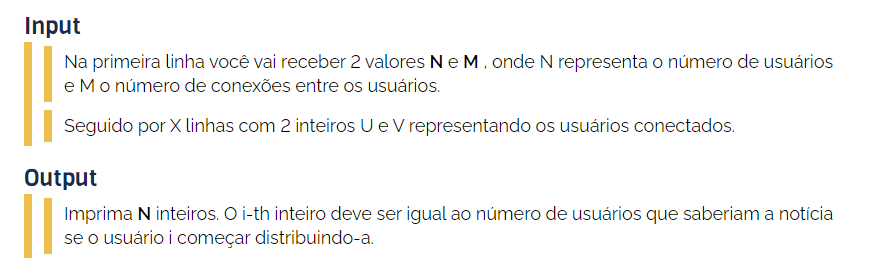 Input
Na primeira linha você vai receber 2 valores N e M , onde N representa o número de usuários
e M o número de conexões entre os usuários.
Seguido por X linhas com 2 inteiros U e V representando os usuários conectados.
Output
Imprima N inteiros. O i-th inteiro deve ser igual ao número de usuários que saberiam a notícia
se o usuário i começar distribuindo-a.